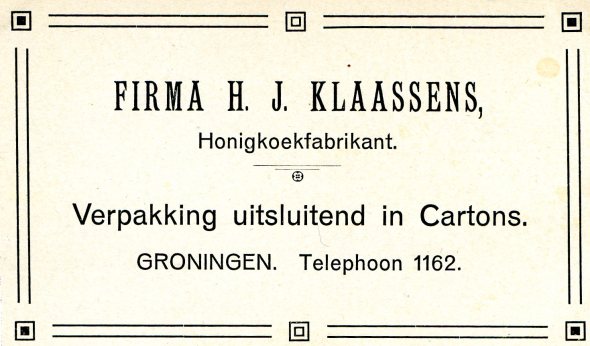 FIRMA H. J. KLAASSENS,
Honigkoekfabrikant.
Verpakking uitsluitend in Cartons.
GRONINGEN. Telephoon 1162.